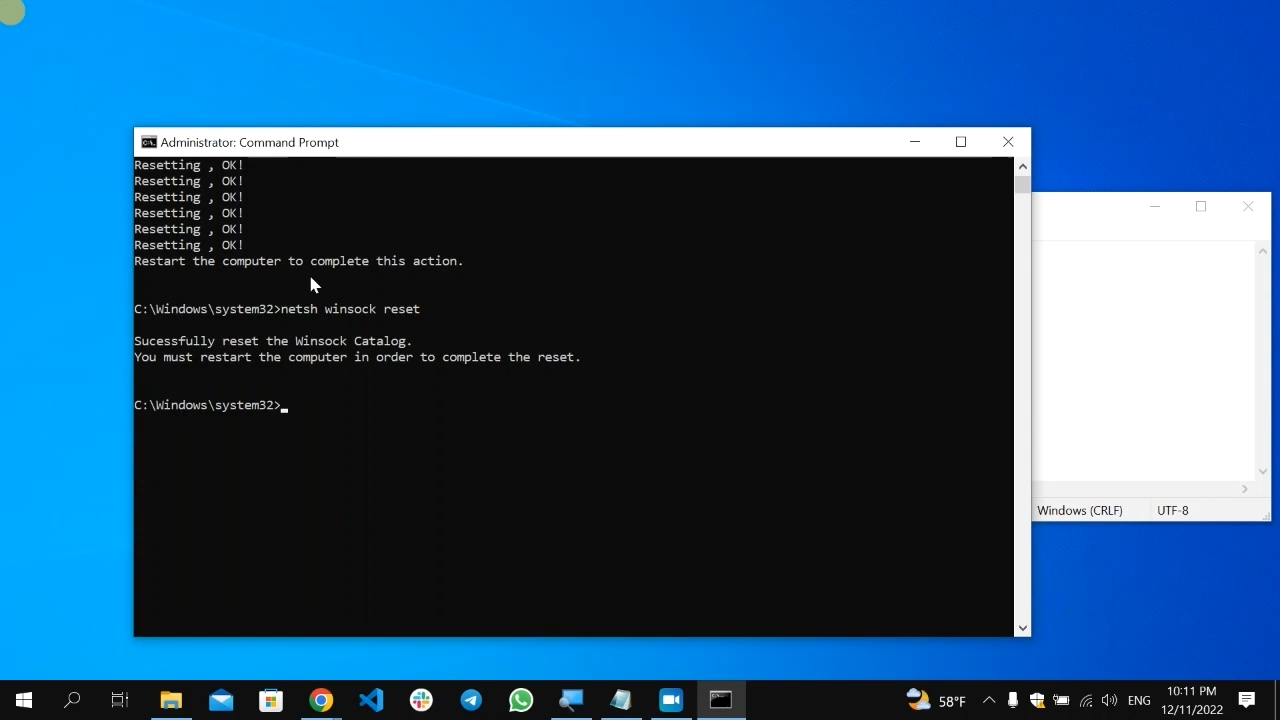 Administrator: Command Prompt
Resetting , OK!
Resetting , OK!
Resetting , OK!
Resetting , OK!
Resetting , OK!
Resetting , OK!
Restart the computer to complete this action.
C:\Windows\system32>netsh winsock reset
Sucessfully reset the Winsock Catalog.
You must restart the computer in order to complete the reset.
C:\Windows\system32>
Windows (CRLF)
UTF-8
58°F
ENG
10:11 PM
12/11/2022